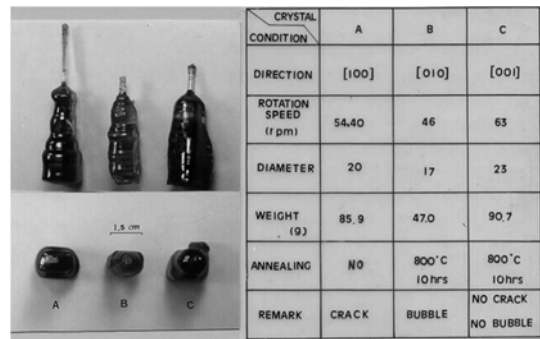 1.5 cm
A B C
CRYSTAL
CONDITION A B C
DIRECTION [100] [010] [001]
ROTATION
SPEED
(rpm) 54.40 46 63
DIAMETER 20 17 23
WEIGHT
(g) 85.9 47.0 90.7
ANNEALING NO 800°C 800°C
10hrs 10hrs
REMARK CRACK BUBBLE NO CRACK
NO BUBBLE